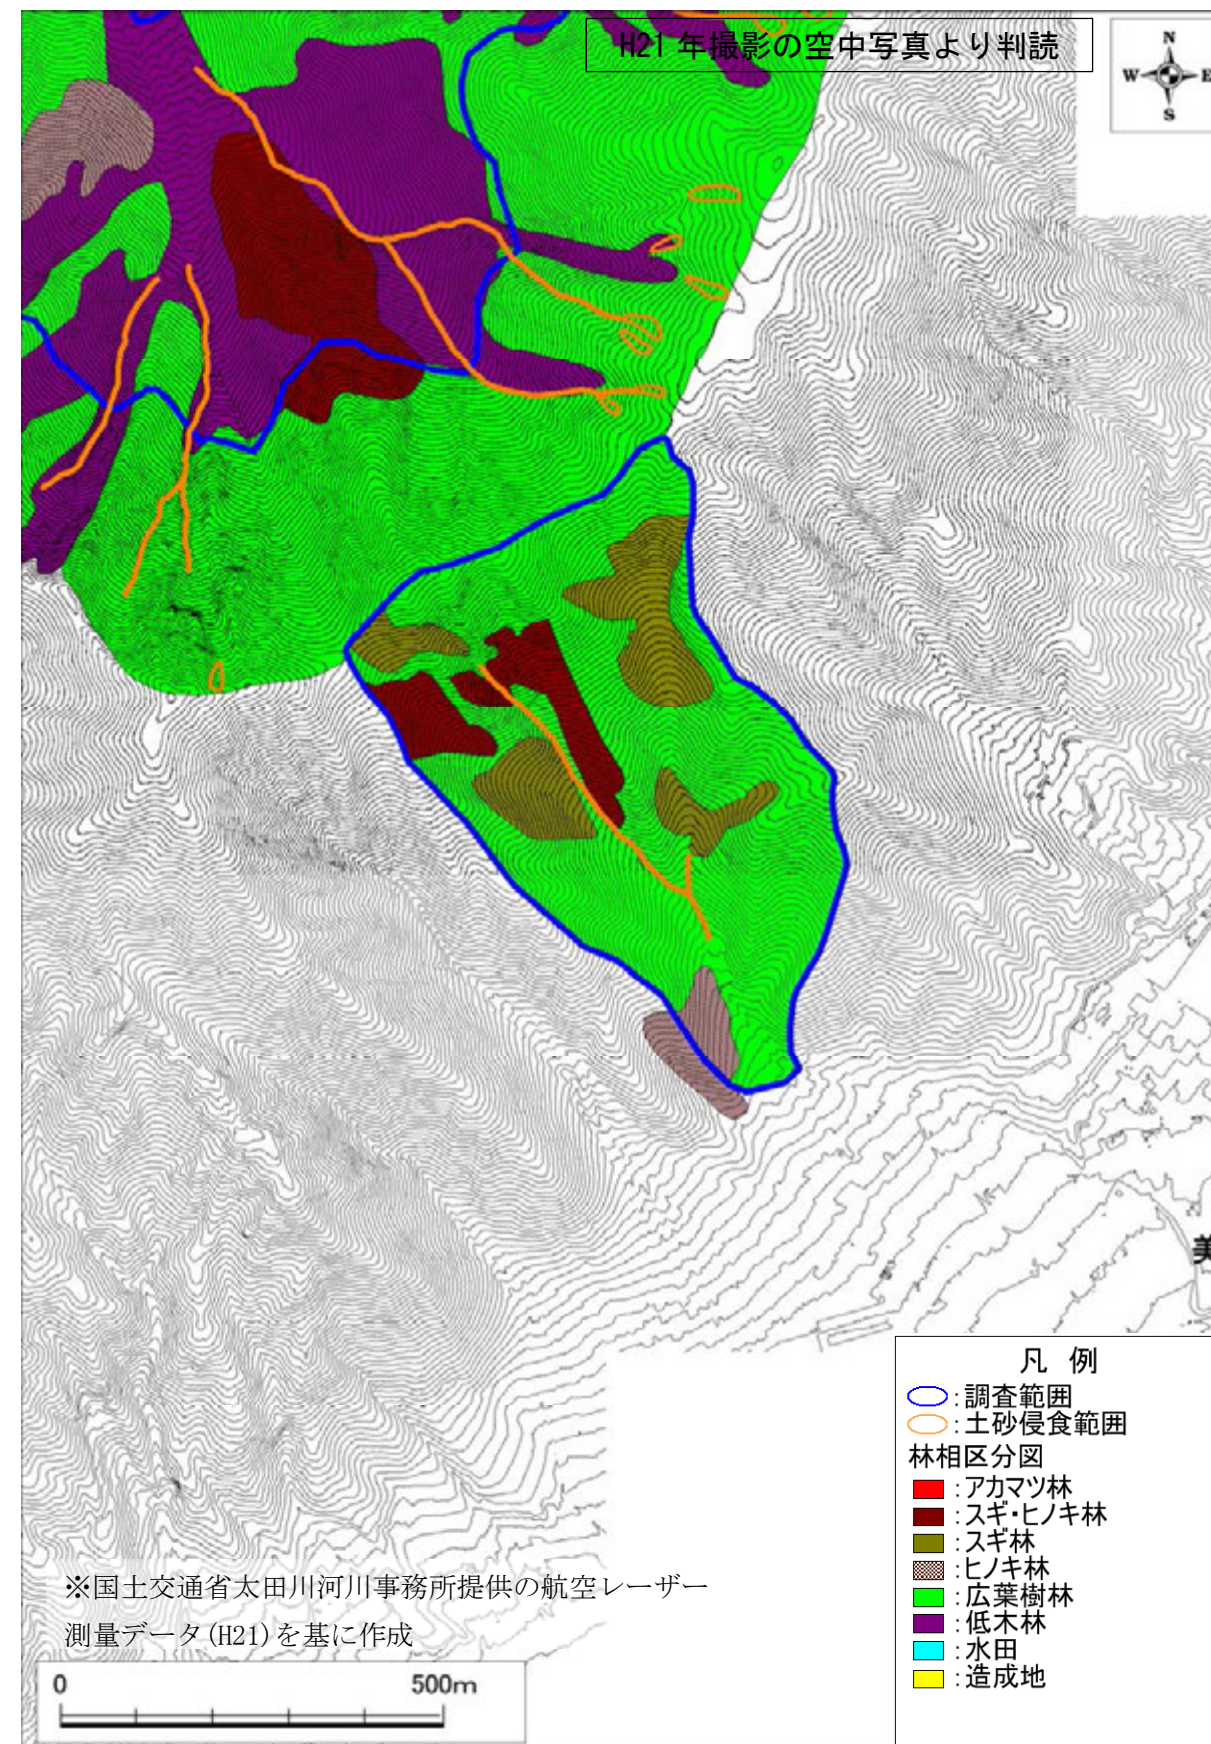 H21 年撮影の空中写真より判読
N
W E
S
美
凡 例
:調査範囲
:土砂侵食範囲
林相区分図
:アカマツ林
:スギ・ヒノキ林
:スギ林
:ヒノキ林
:広葉樹林
:低木林
:水田
:造成地
※国土交通省太田川河川事務所提供の航空レーザー
測量データ(H21)を基に作成
0 500m